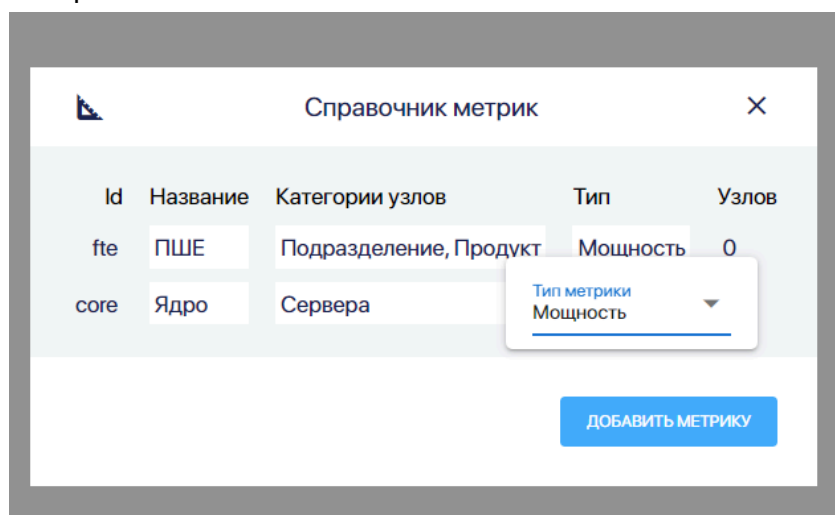 Справочник метрик
Id Название Категории узлов Тип Узлов
fte ПШЕ Подразделение, Продукт Мощность 0
core Ядро Сервера
Тип метрики
Мощность
ДОБАВИТЬ МЕТРИКУ